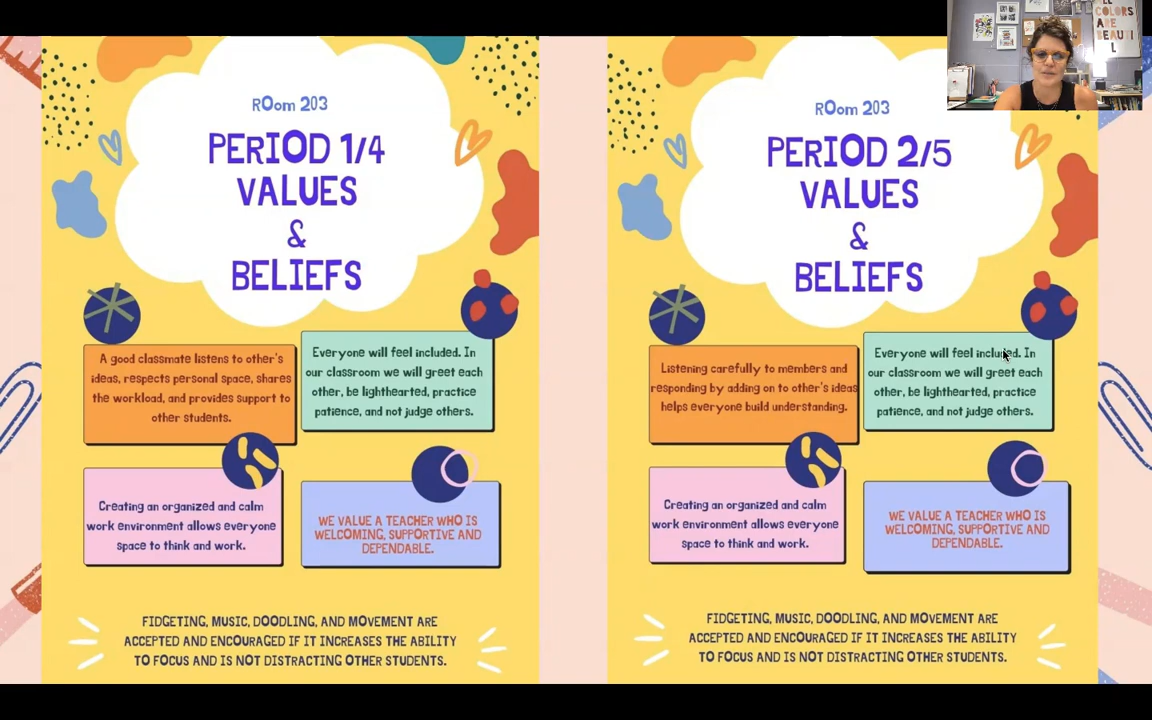 ROom 203
PERIOD 1/4
VALUES
&
BELIEFS
A good classmate listens to other's
ideas, respects personal space, shares
the workload, and provides support to
other students.
Everyone will feel included. In
our classroom we will greet each
other, be lighthearted, practice
patience, and not judge others.
Creating an organized and calm
work environment allows everyone
space to think and work.
WE VALUE A TEACHER WHO IS
WELCOMING, SUPPORTIVE AND
DEPENDABLE.
FIDGETING, MUSIC, DOODLING, AND MOVEMENT ARE
ACCEPTED AND ENCOURAGED IF IT INCREASES THE ABILITY
TO FOCUS AND IS NOT DISTRACTING OTHER STUDENTS.
ROom 203
PERIOD 2/5
VALUES
&
BELIEFS
Listening carefully to members and
responding by adding on to other's ideas
helps everyone build understanding.
Everyone will feel included. In
our classroom we will greet each
other, be lighthearted, practice
patience, and not judge others.
Creating an organized and calm
work environment allows everyone
space to think and work.
WE VALUE A TEACHER WHO IS
WELCOMING, SUPPORTIVE AND
DEPENDABLE.
FIDGETING, MUSIC, DOODLING, AND MOVEMENT ARE
ACCEPTED AND ENCOURAGED IF IT INCREASES THE ABILITY
TO FOCUS AND IS NOT DISTRACTING OTHER STUDENTS.
COLORS
ARE